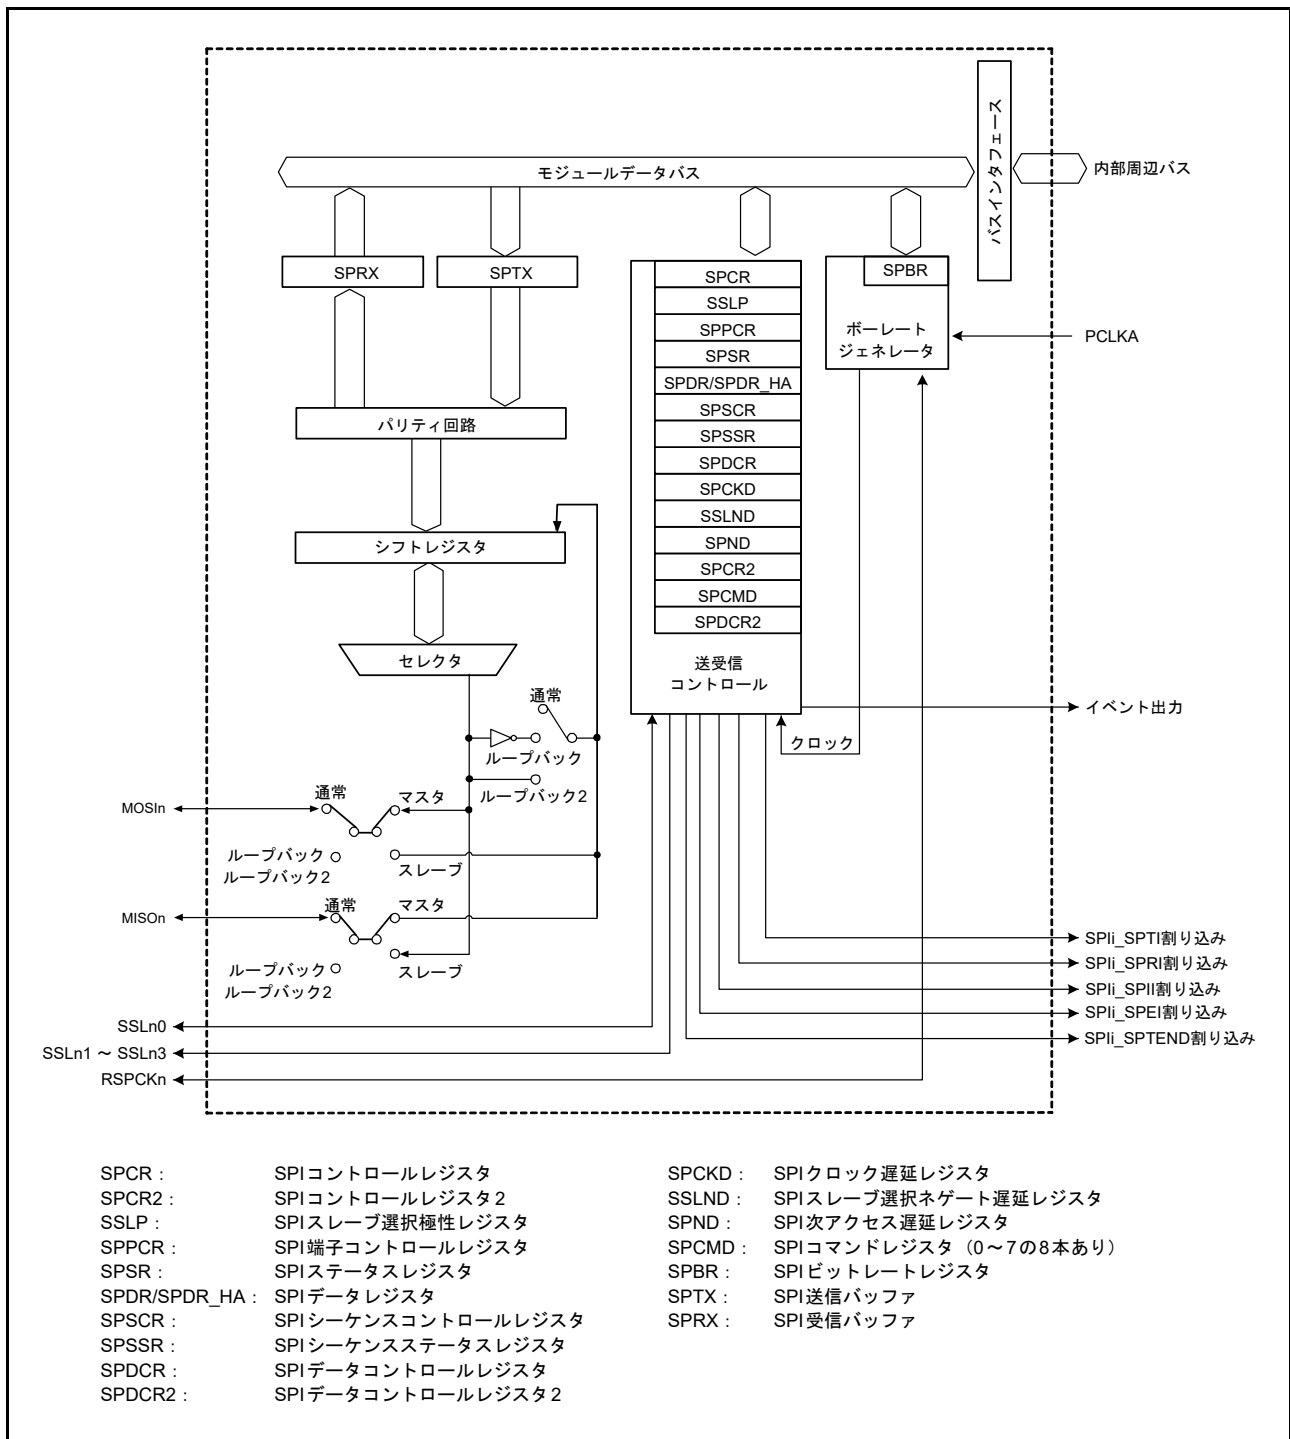 バスインタフェース
モジュールデータバス
内部周辺バス
SPRX
SPTX
SPCR
SSLP
SPPCR
SPSR
SPDR/SPDR_HA
SPSCR
SPSSR
SPDCR
SPCKD
SSLND
SPND
SPCR2
SPCMD
SPDCR2
送受信
コントロール
SPBR
ボーレート
ジェネレータ
PCLKA
パリティ回路
シフトレジスタ
セレクタ
通常
ループバック
ループバック2
クロック
イベント出力
MOSIn
通常
マスタ
ループバック
ループバック2
スレーブ
MISOn
通常
マスタ
ループバック
ループバック2
スレーブ
SPIi_SPTI割り込み
SPIi_SPRI割り込み
SPIi_SPII割り込み
SPIi_SPEI割り込み
SPIi_SPTEND割り込み
SSLn0
SSLn1 ～ SSLn3
RSPCKn
SPCR : SPIコントロールレジスタ
SPCR2 : SPIコントロールレジスタ2
SSLP : SPIスレーブ選択極性レジスタ
SPPCR : SPI端子コントロールレジスタ
SPSR : SPIステータスレジスタ
SPDR/SPDR_HA : SPIデータレジスタ
SPSCR : SPIシーケンスコントロールレジスタ
SPSSR : SPIシーケンスステータスレジスタ
SPDCR : SPIデータコントロールレジスタ
SPDCR2 : SPIデータコントロールレジスタ2
SPCKD : SPIクロック遅延レジスタ
SSLND : SPIスレーブ選択ネゲート遅延レジスタ
SPND : SPI次アクセス遅延レジスタ
SPCMD : SPIコマンドレジスタ（0～7の8本あり）
SPBR : SPIビットレートレジスタ
SPTX : SPI送信バッファ
SPRX : SPI受信バッファ